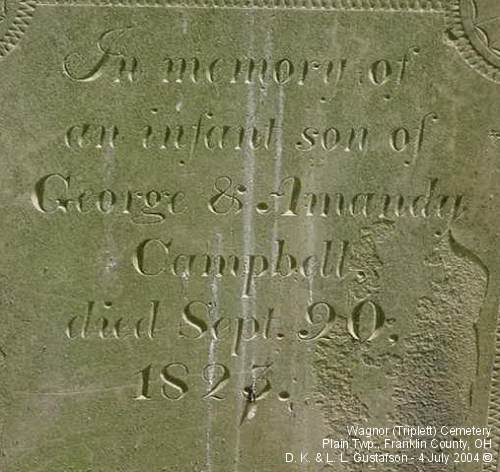 In memory of
an infant son of
George & Amandy
Campbell,
died Sept. 20,
1823.
Wagnor (Triplett) Cemetery
Plain Twp., Franklin County, OH
D. K. & L. L. Gustafson - 4 July 2004 ©